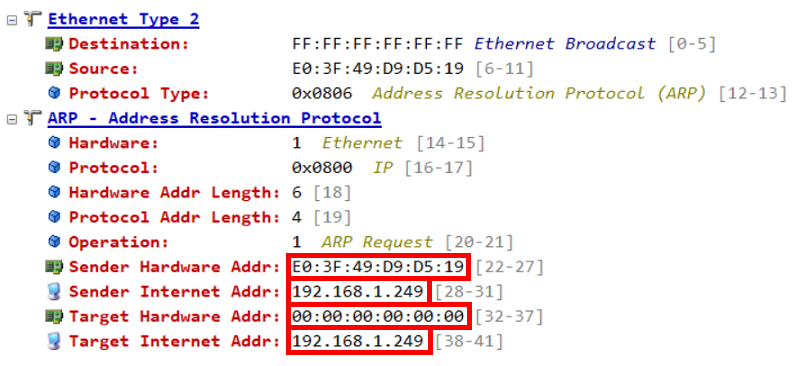 Ethernet Type 2
Destination: FF:FF:FF:FF:FF:FF Ethernet Broadcast [0-5]
Source: E0:3F:49:D9:D5:19 [6-11]
Protocol Type: 0x0806 Address Resolution Protocol (ARP) [12-13]
ARP - Address Resolution Protocol
Hardware: 1 Ethernet [14-15]
Protocol: 0x0800 IP [16-17]
Hardware Addr Length: 6 [18]
Protocol Addr Length: 4 [19]
Operation: 1 ARP Request [20-21]
Sender Hardware Addr: E0:3F:49:D9:D5:19 [22-27]
Sender Internet Addr: 192.168.1.249 [28-31]
Target Hardware Addr: 00:00:00:00:00:00 [32-37]
Target Internet Addr: 192.168.1.249 [38-41]